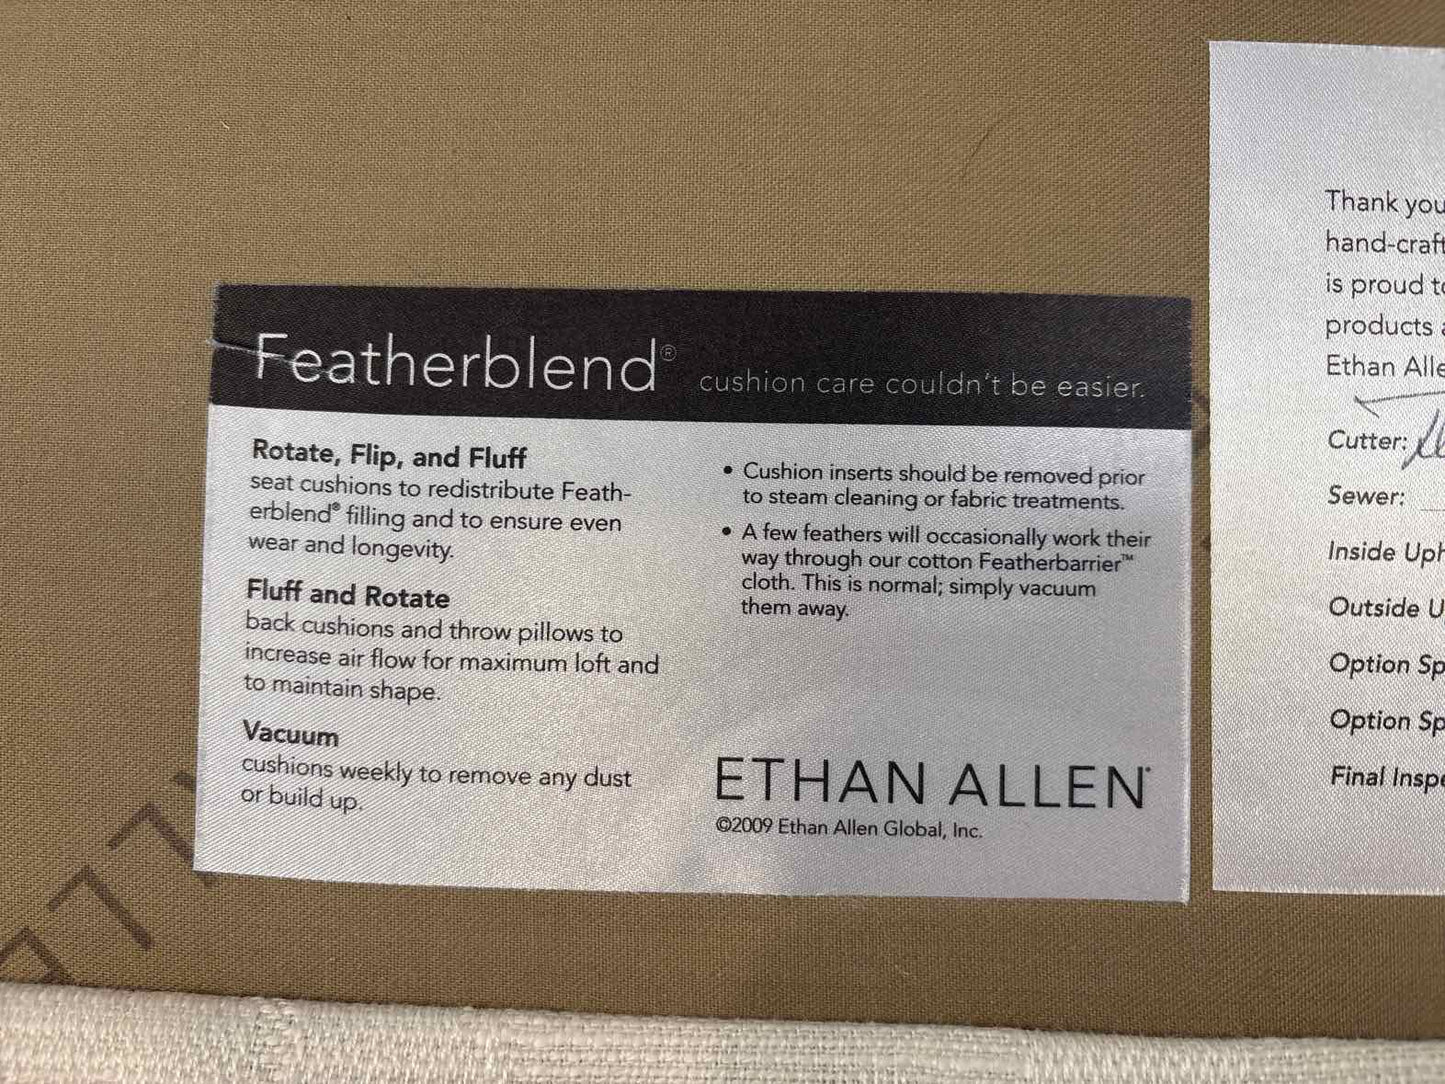 Featherblend® cushion care couldn't be easier.
Rotate, Flip, and Fluff
seat cushions to redistribute Feath-
erblend® filling and to ensure even
wear and longevity.
Fluff and Rotate
back cushions and throw pillows to
increase air flow for maximum loft and
to maintain shape.
Vacuum
cushions weekly to remove any dust
or build up.
• Cushion inserts should be removed prior
to steam cleaning or fabric treatments.
• A few feathers will occasionally work their
way through our cotton Featherbarrier™
cloth. This is normal; simply vacuum
them away.
ETHAN ALLEN®
©2009 Ethan Allen Global, Inc.
Thank you
hand-craft
is proud to
products a
Ethan Alle
Cutter:
Sewer:
Inside Uph
Outside U
Option Sp
Option Sp
Final Inspe